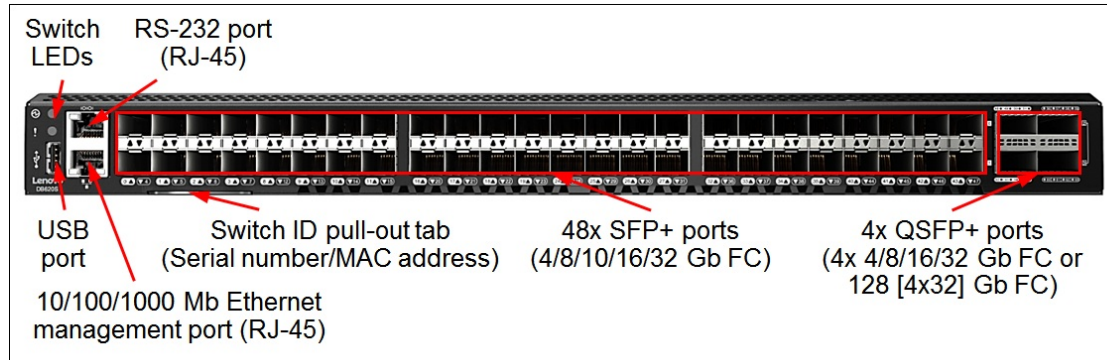 Switch
LEDs
RS-232 port
(RJ-45)
Lenovo
DB620S
USB
port
Switch ID pull-out tab
(Serial number/MAC address)
48x SFP+ ports
(4/8/10/16/32 Gb FC)
4x QSFP+ ports
(4x 4/8/16/32 Gb FC or
128 [4x32] Gb FC)
10/100/1000 Mb Ethernet
management port (RJ-45)